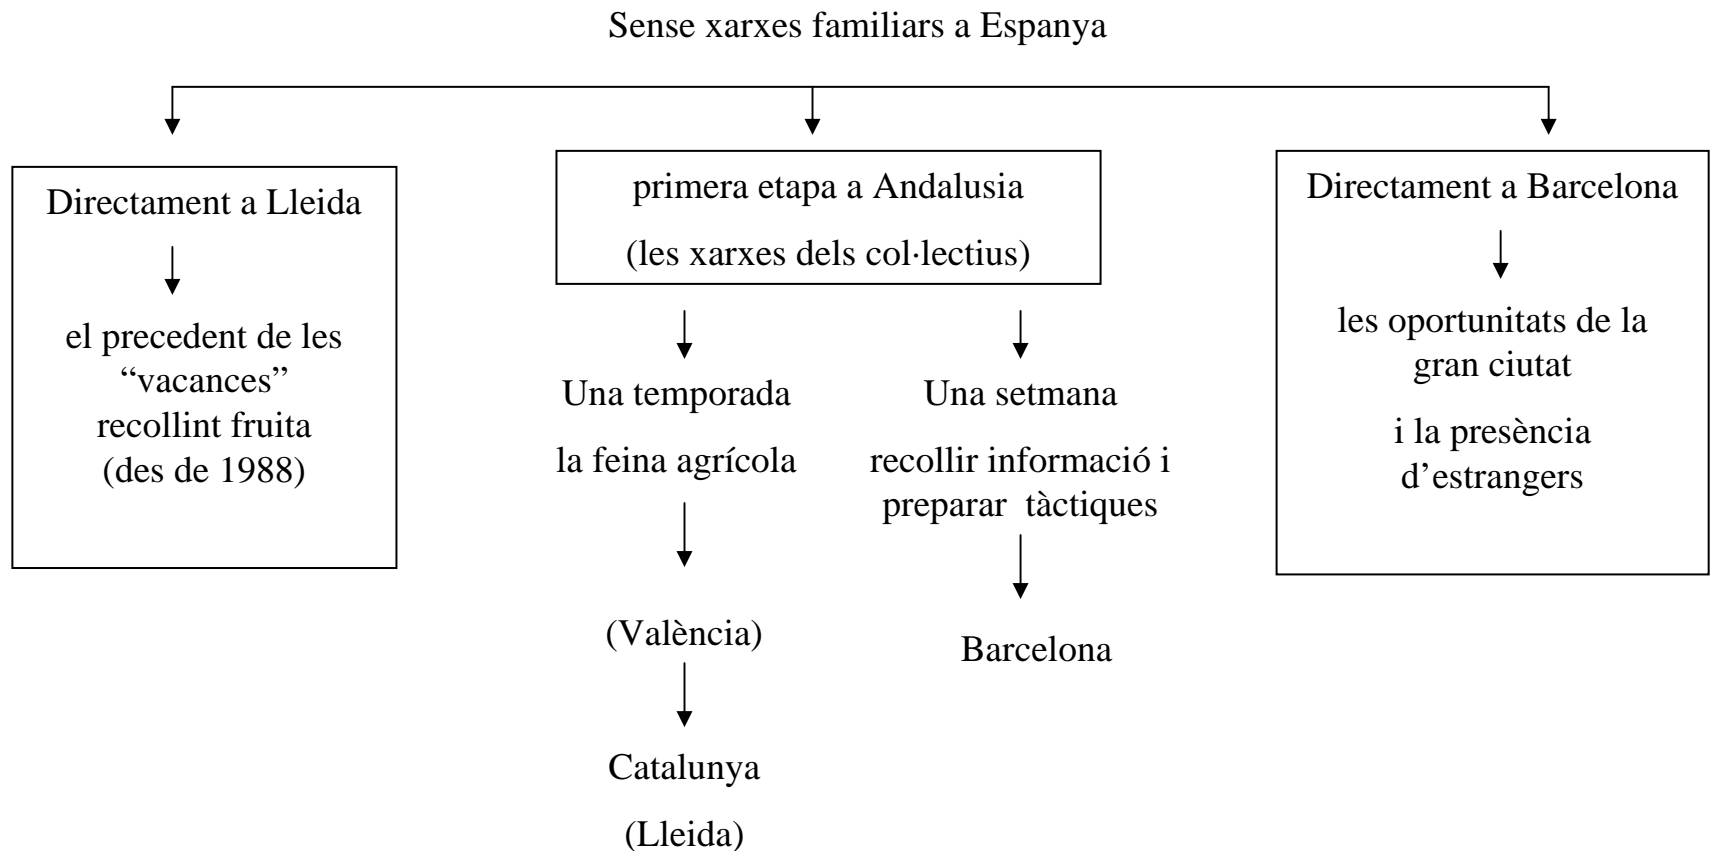 Sense xarxes familiars a Espanya
Directament a Lleida
el precedent de les
“vacances”
recollint fruita
(des de 1988)
primera etapa a Andalusia
(les xarxes dels col·lectius)
Una temporada
la feina agrícola
(València)
Catalunya
(Lleida)
Una setmana
recollir informació i
preparar  tàctiques
Barcelona
Directament a Barcelona
les oportunitats de la
gran ciutat
i la presència
d’estrangers